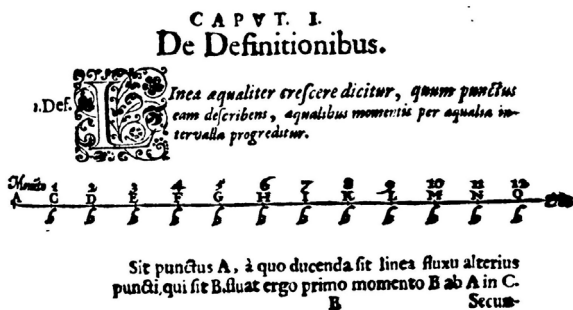 CAPVT. I.
De Definitionibus.
1. Def.
LInea æqualiter crescere dicitur, quum punctus
eam describens, æqualibus momentis per æqualia in-
tervalla progreditur.
1 2 3 4 5 6 7 8 9 10 11 12
A C D E F G H I K L M N O
b b b b b b b b b b b b
Sit punctus A, à quo ducenda sit linea fluxu alterius
puncti, qui sit B. fluat ergo primo momento B ab A in C.
B Secun-